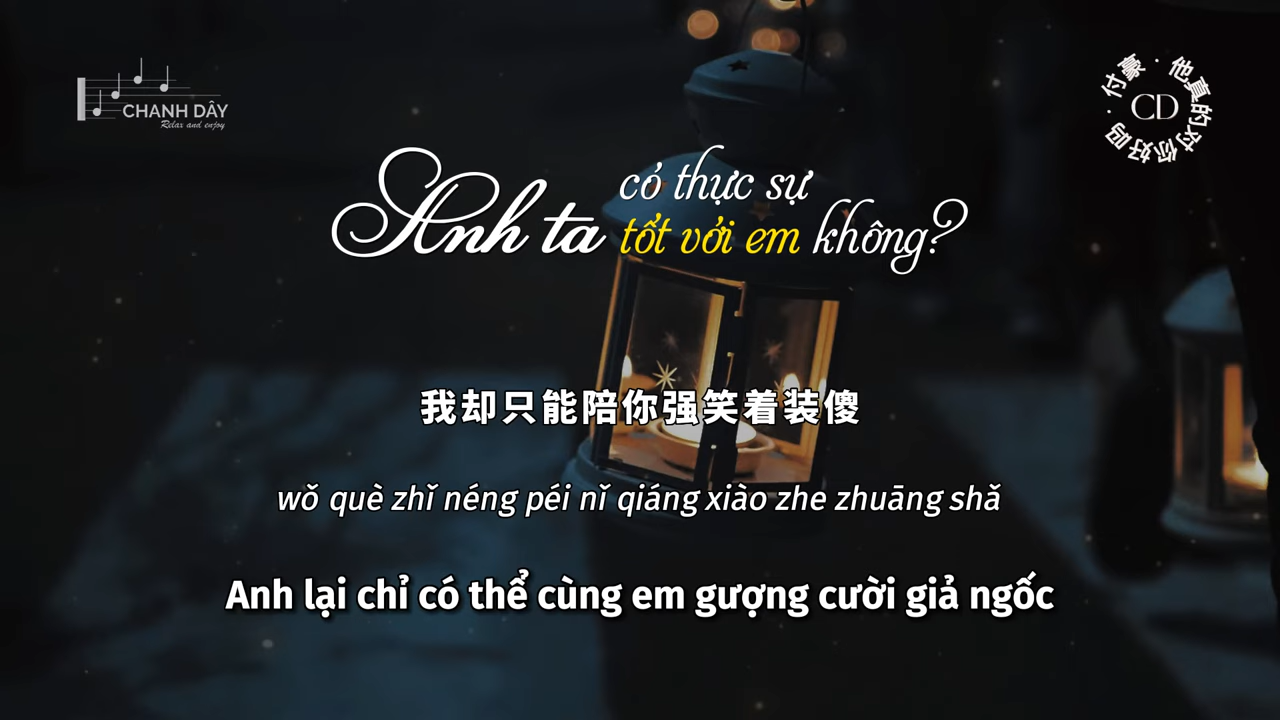 CHANH DÂY
Relax and enjoy
付豪 · 他真的对你好吗 ·
CD
Anh ta có thực sự
tốt với em không?
我却只能陪你强笑着装傻
wǒ què zhǐ néng péi nǐ qiáng xiào zhe zhuāng shǎ
Anh lại chỉ có thể cùng em gượng cười giả ngốc